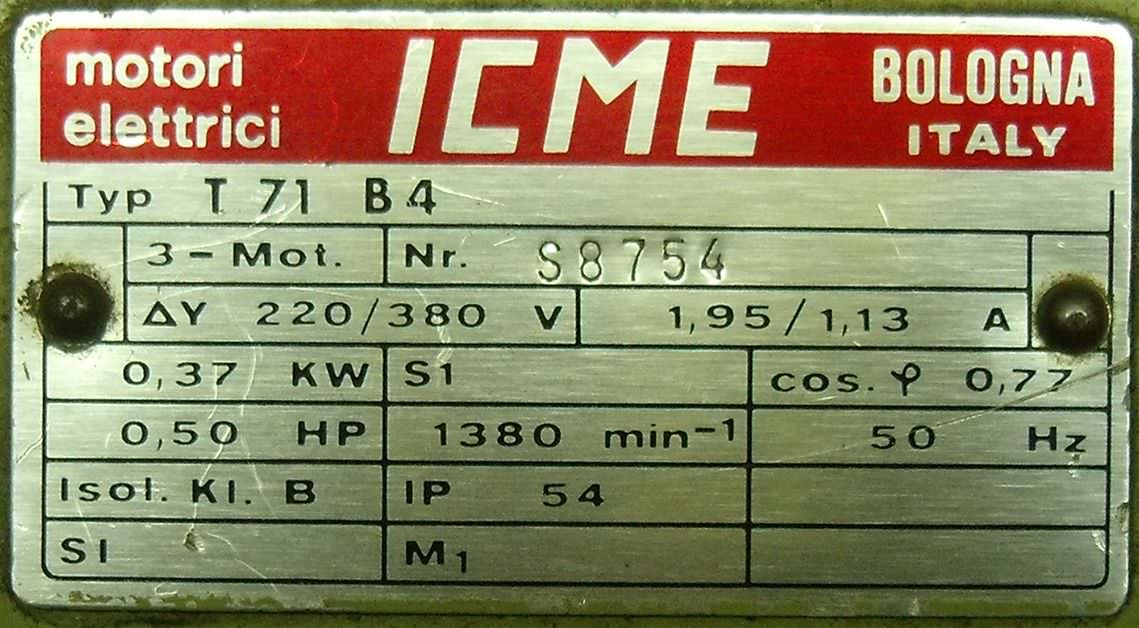 motori elettrici ICME BOLOGNA ITALY
Typ T 71 B4
3-Mot. Nr. S8754
ΔY 220/380 V 1,95/1,13 A
0,37 KW S1 cos. φ 0,77
0,50 HP 1380 min⁻¹ 50 Hz
Isol. Kl. B IP 54
SI M1